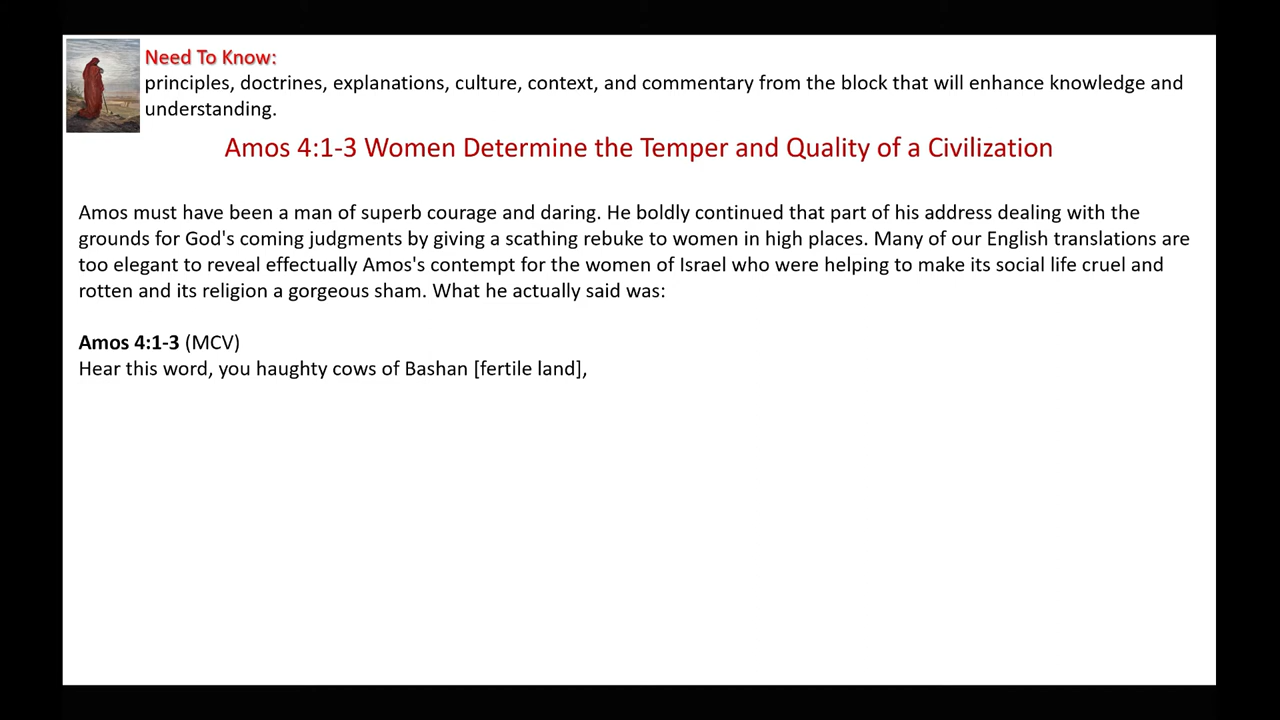 Need To Know:
principles, doctrines, explanations, culture, context, and commentary from the block that will enhance knowledge and
understanding.
Amos 4:1-3 Women Determine the Temper and Quality of a Civilization
Amos must have been a man of superb courage and daring. He boldly continued that part of his address dealing with the
grounds for God's coming judgments by giving a scathing rebuke to women in high places. Many of our English translations are
too elegant to reveal effectually Amos's contempt for the women of Israel who were helping to make its social life cruel and
rotten and its religion a gorgeous sham. What he actually said was:
Amos 4:1-3 (MCV)
Hear this word, you haughty cows of Bashan [fertile land],